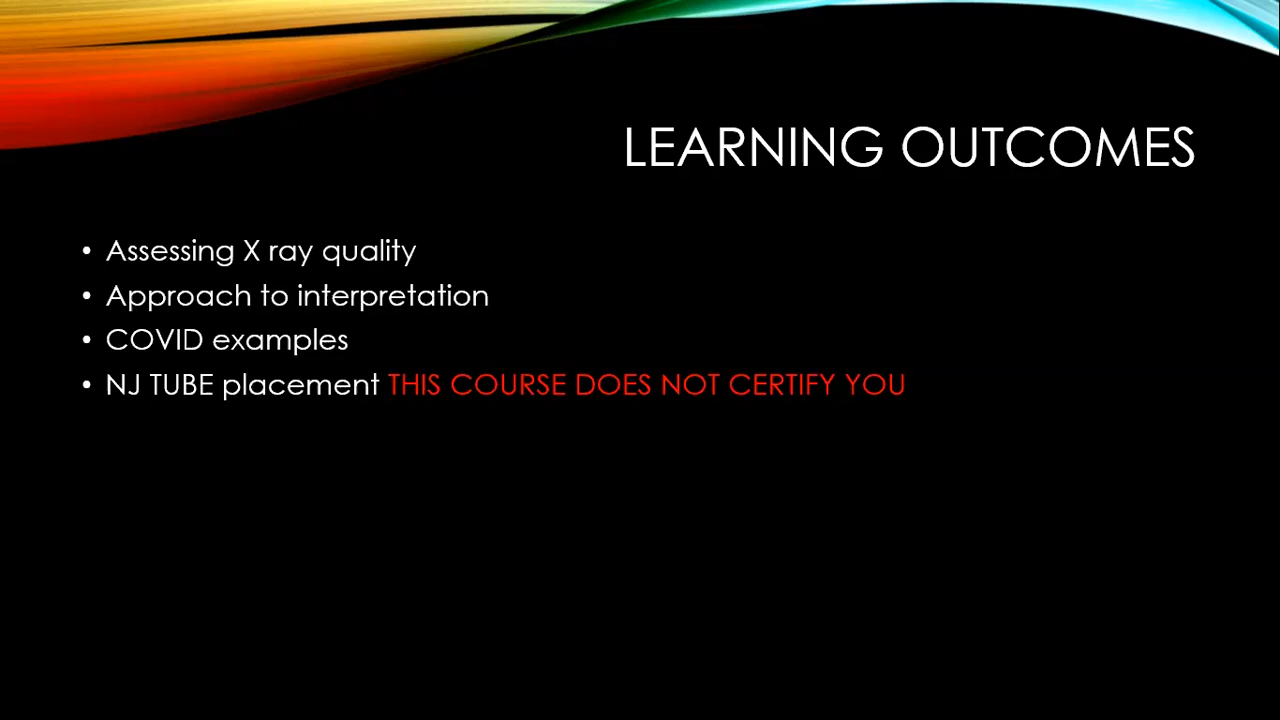 LEARNING OUTCOMES
• Assessing X ray quality
• Approach to interpretation
• COVID examples
• NJ TUBE placement THIS COURSE DOES NOT CERTIFY YOU